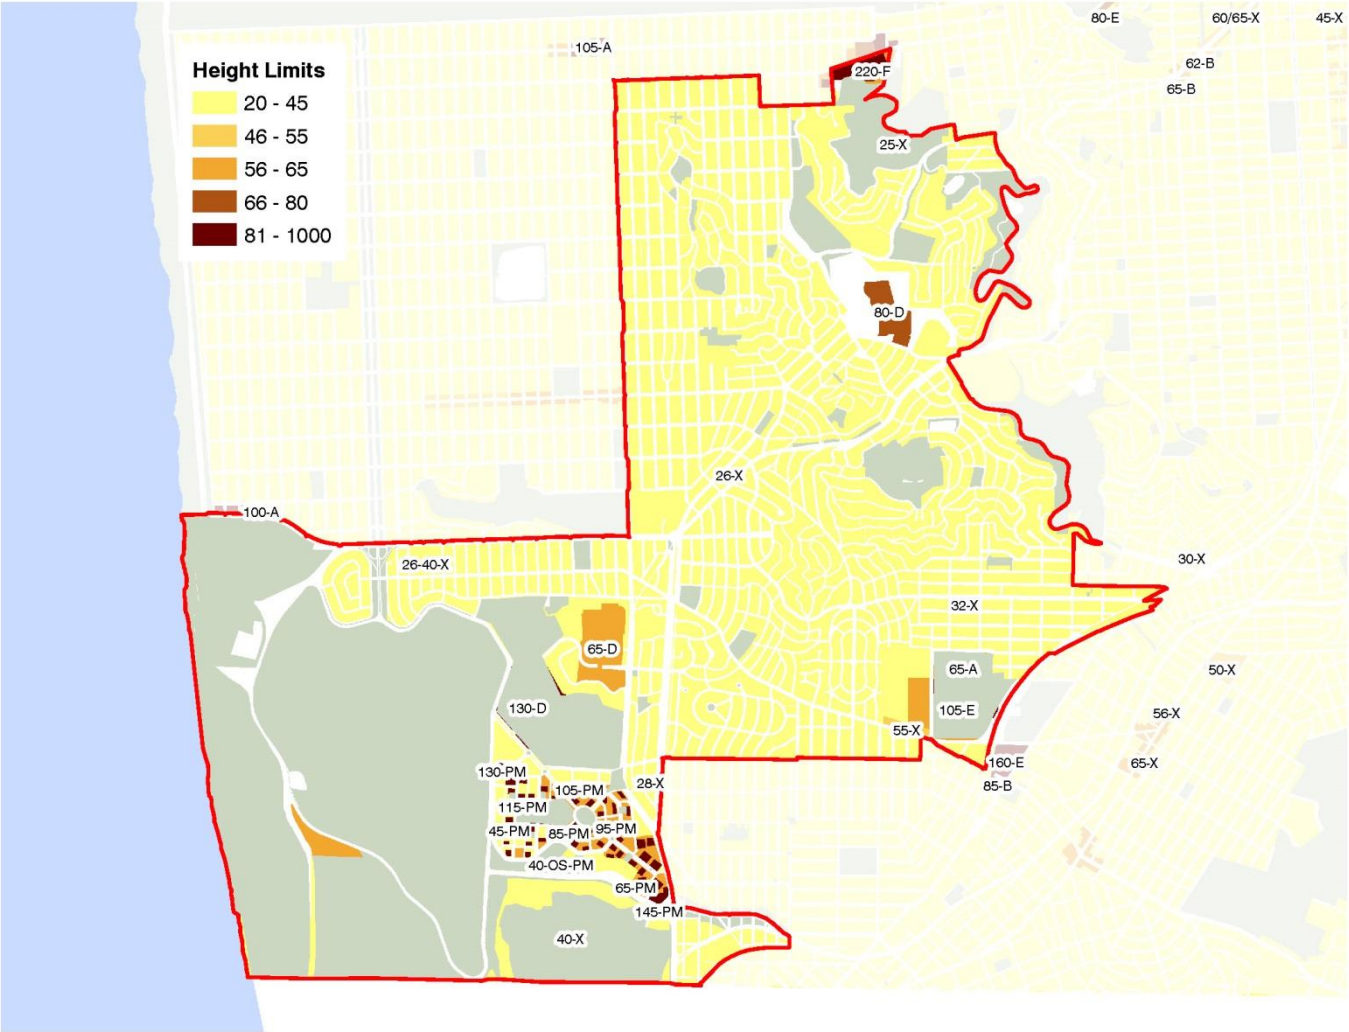 80-E
60/65-X
45-X
105-A
62-B
Height Limits
220-F
65-B
20 - 45
46 - 55
25-X
56 - 65
66 - 80
81 - 1000
80-D
26-X
100-A
30-X
26-40-X
32-X
65-D
65-A
50-X
130-D
105-E
56-X
55-X
160-E
65-X
130-PM
28-X
85-B
105-PM
115-PM
45-PM
85-PM
95-PM
40-OS-PM
65-PM
145-PM
40-X